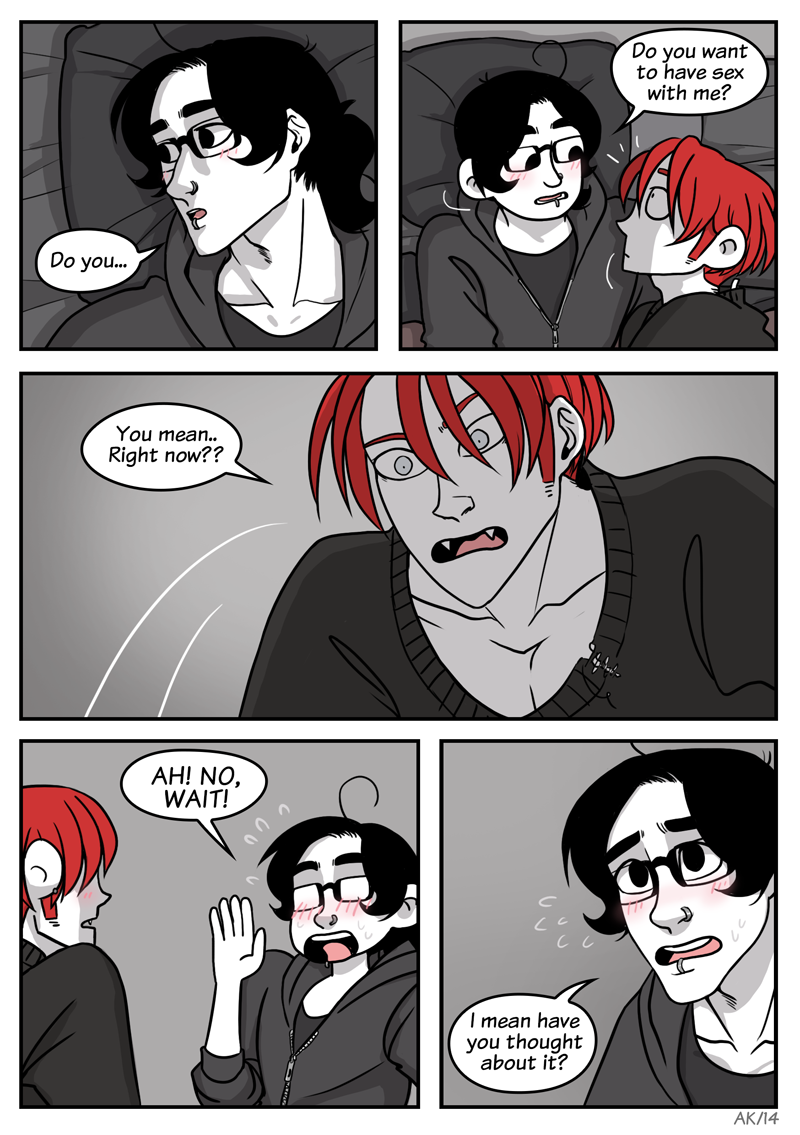 Do you...
Do you want
to have sex
with me?
You mean..
Right now??
AH! NO,
WAIT!
I mean have
you thought
about it?
AK/14